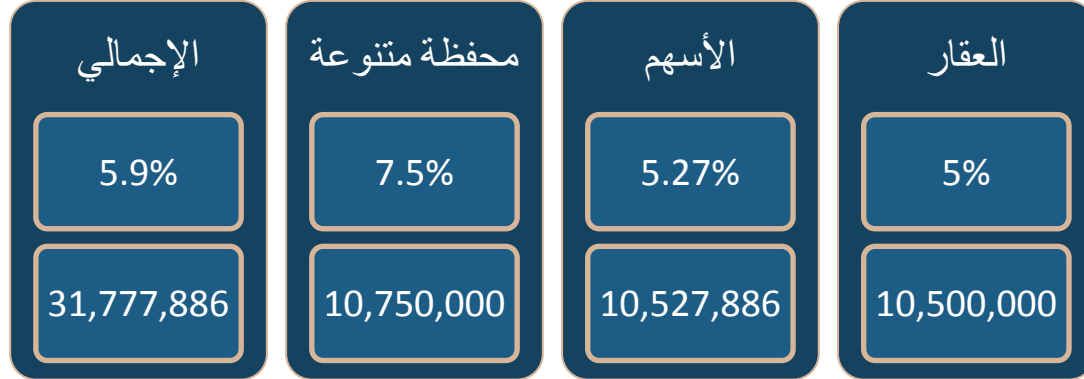 العقار
5%
10,500,000
الأسهم
5.27%
10,527,886
محفظة متنوعة
7.5%
10,750,000
الإجمالي
5.9%
31,777,886